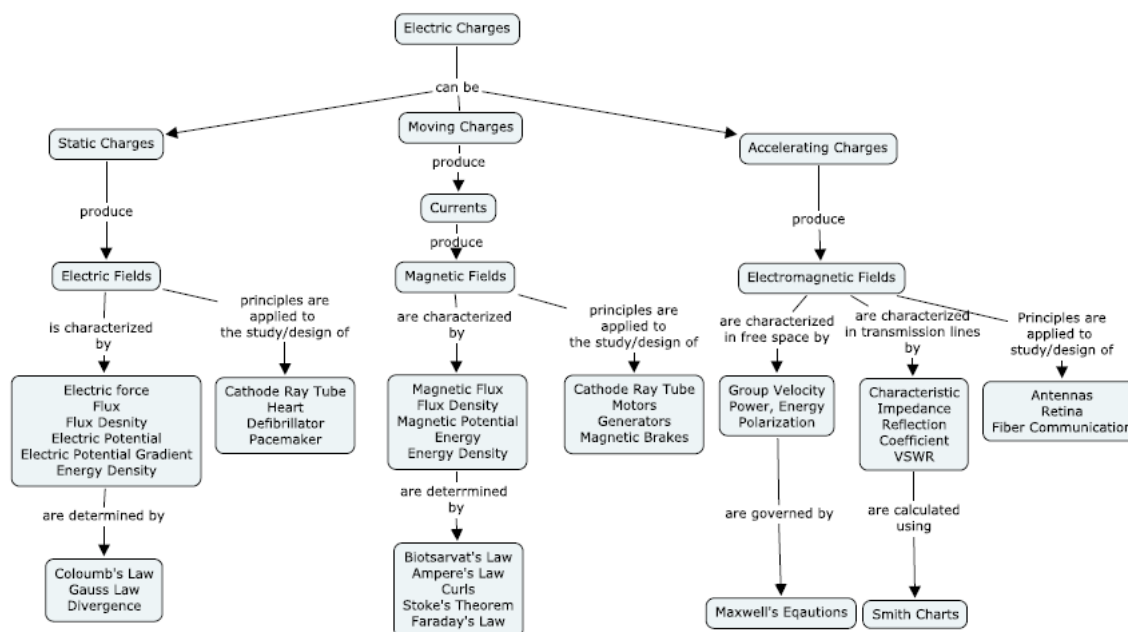 Electric Charges
can be
Static Charges
Moving Charges
Accelerating Charges
produce
produce
produce
Currents
produce
Electric Fields
Magnetic Fields
Electromagnetic Fields
is characterized
by
principles are
applied to
the study/design of
are characterized
by
principles are
applied to
the study/design of
are characterized
in free space by
are characterized
in transmission lines
by
Principles are
applied to
study/design of
Electric force
Flux
Flux Desnity
Electric Potential
Electric Potential Gradient
Energy Density
Cathode Ray Tube
Heart
Defibrillator
Pacemaker
Magnetic Flux
Flux Density
Magnetic Potential
Energy
Energy Density
Cathode Ray Tube
Motors
Generators
Magnetic Brakes
Group Velocity
Power, Energy
Polarization
Characteristic
Impedance
Reflection
Coefficient
VSWR
Antennas
Retina
Fiber Communication
are determined by
are deterrmined
by
are governed by
are calculated
using
Coloumb's Law
Gauss Law
Divergence
Biotsarvat's Law
Ampere's Law
Curls
Stoke's Theorem
Faraday's Law
Maxwell's Eqautions
Smith Charts